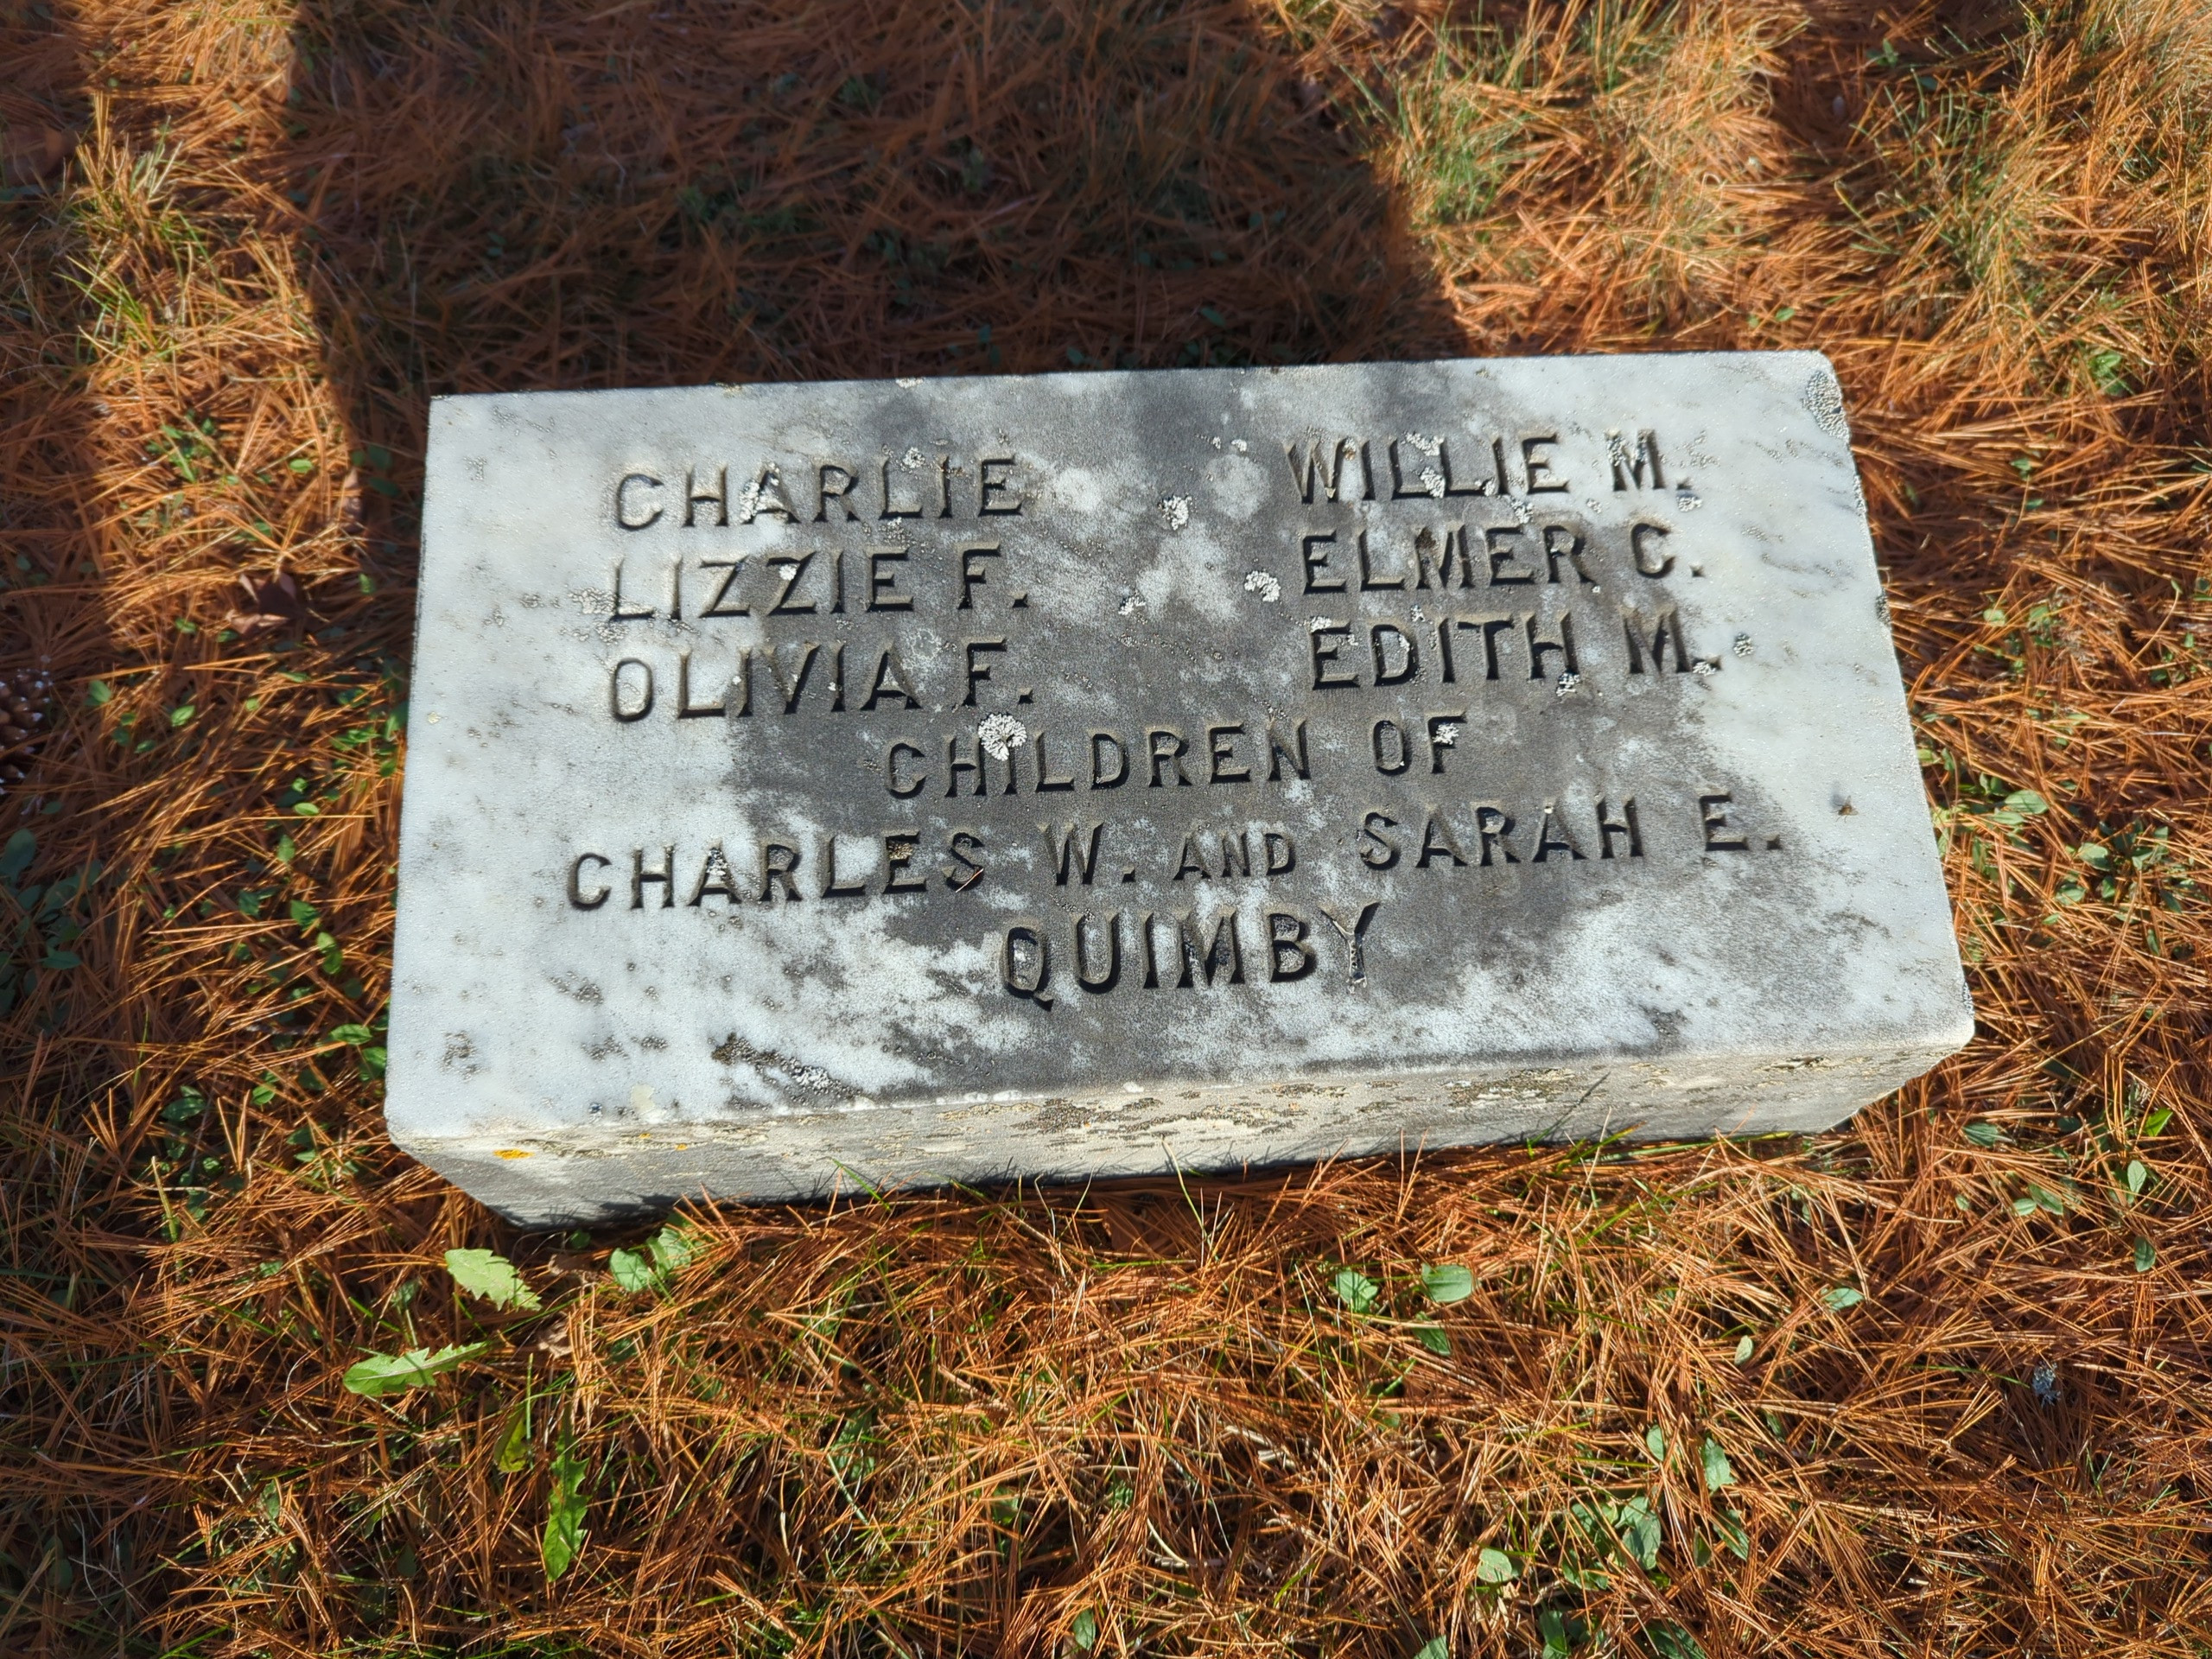 CHARLIE WILLIE M.
LIZZIE F. ELMER C.
OLIVIA F. EDITH M.
CHILDREN OF
CHARLES W. AND SARAH E.
QUIMBY